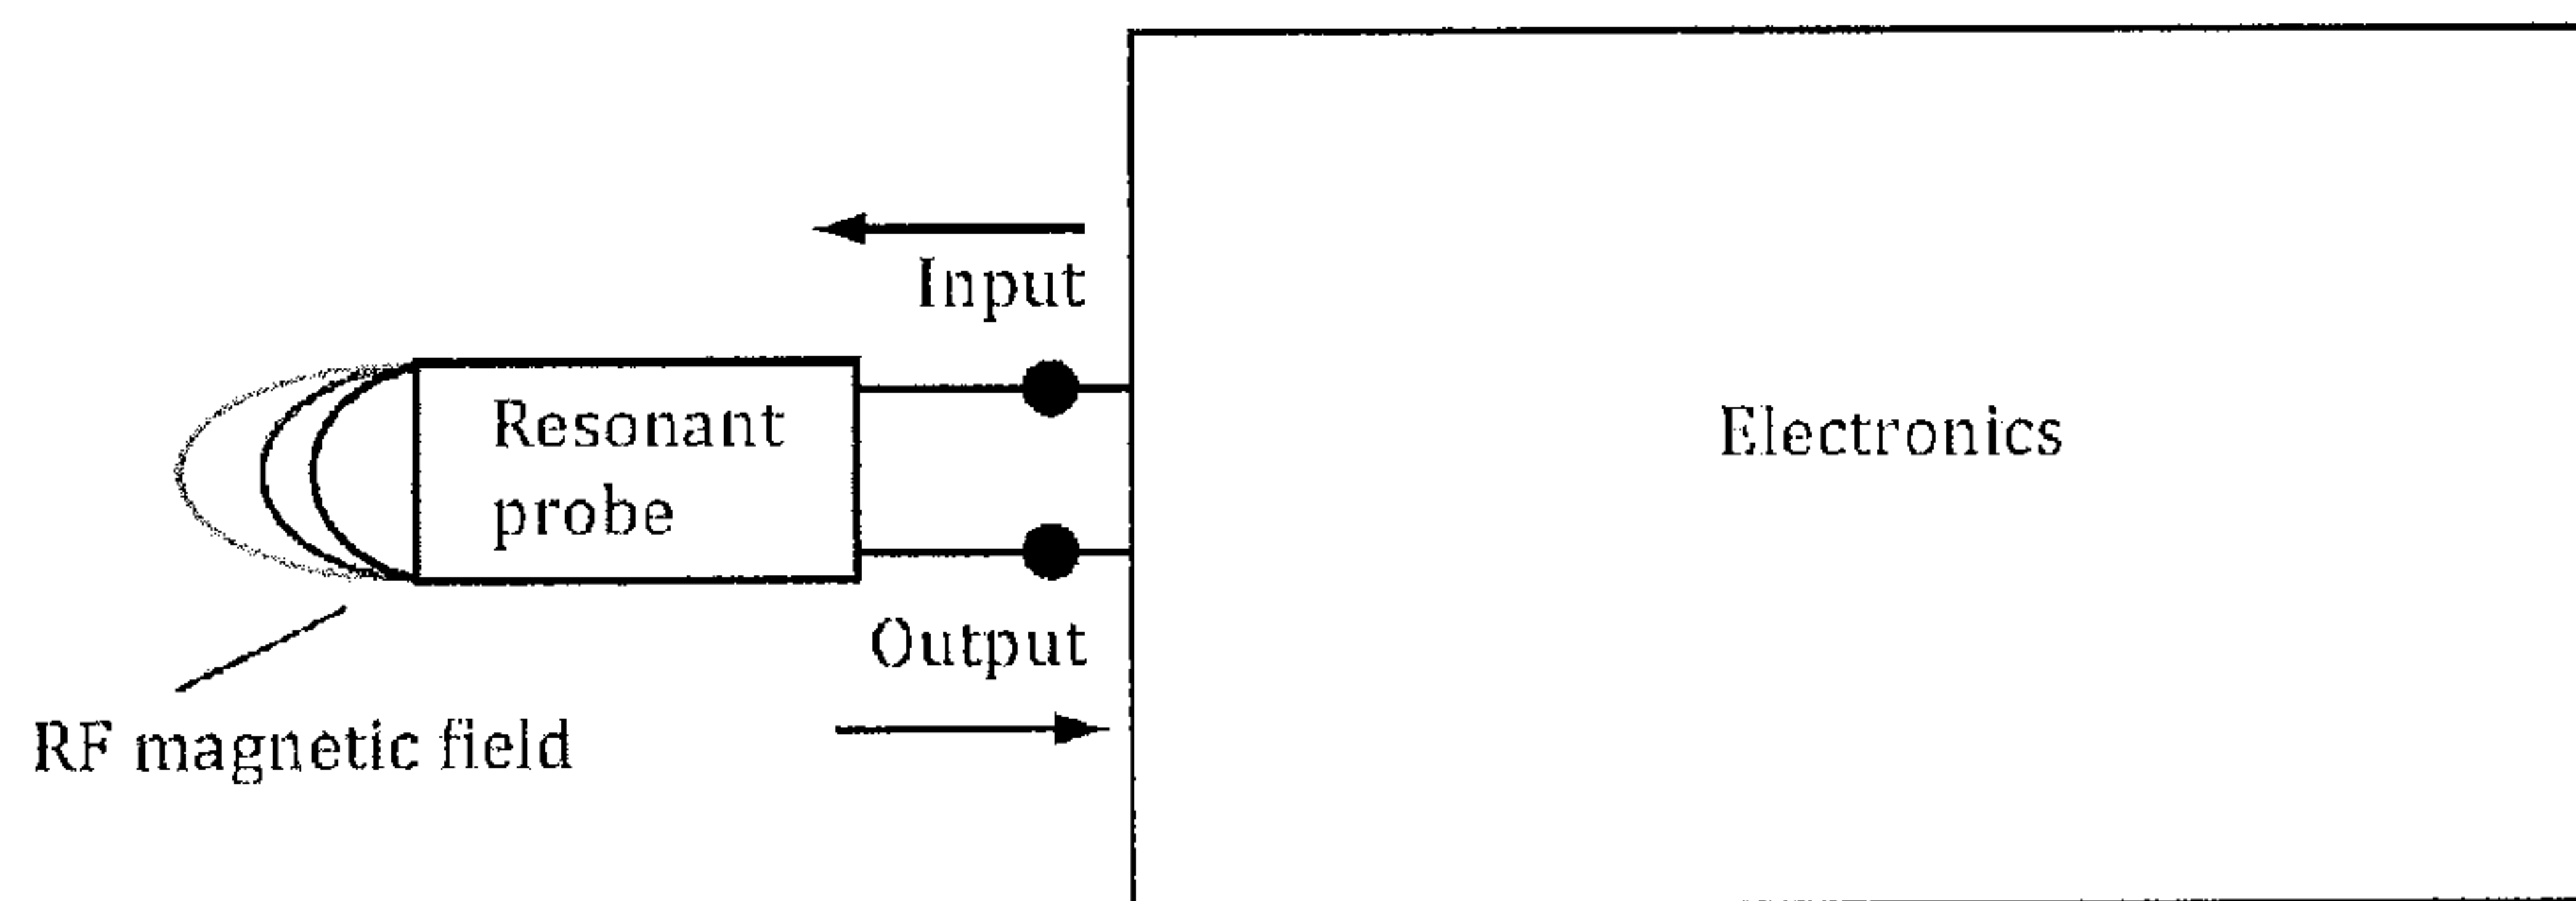 Input
Resonant
probe
Electronics
Output
RF magnetic field